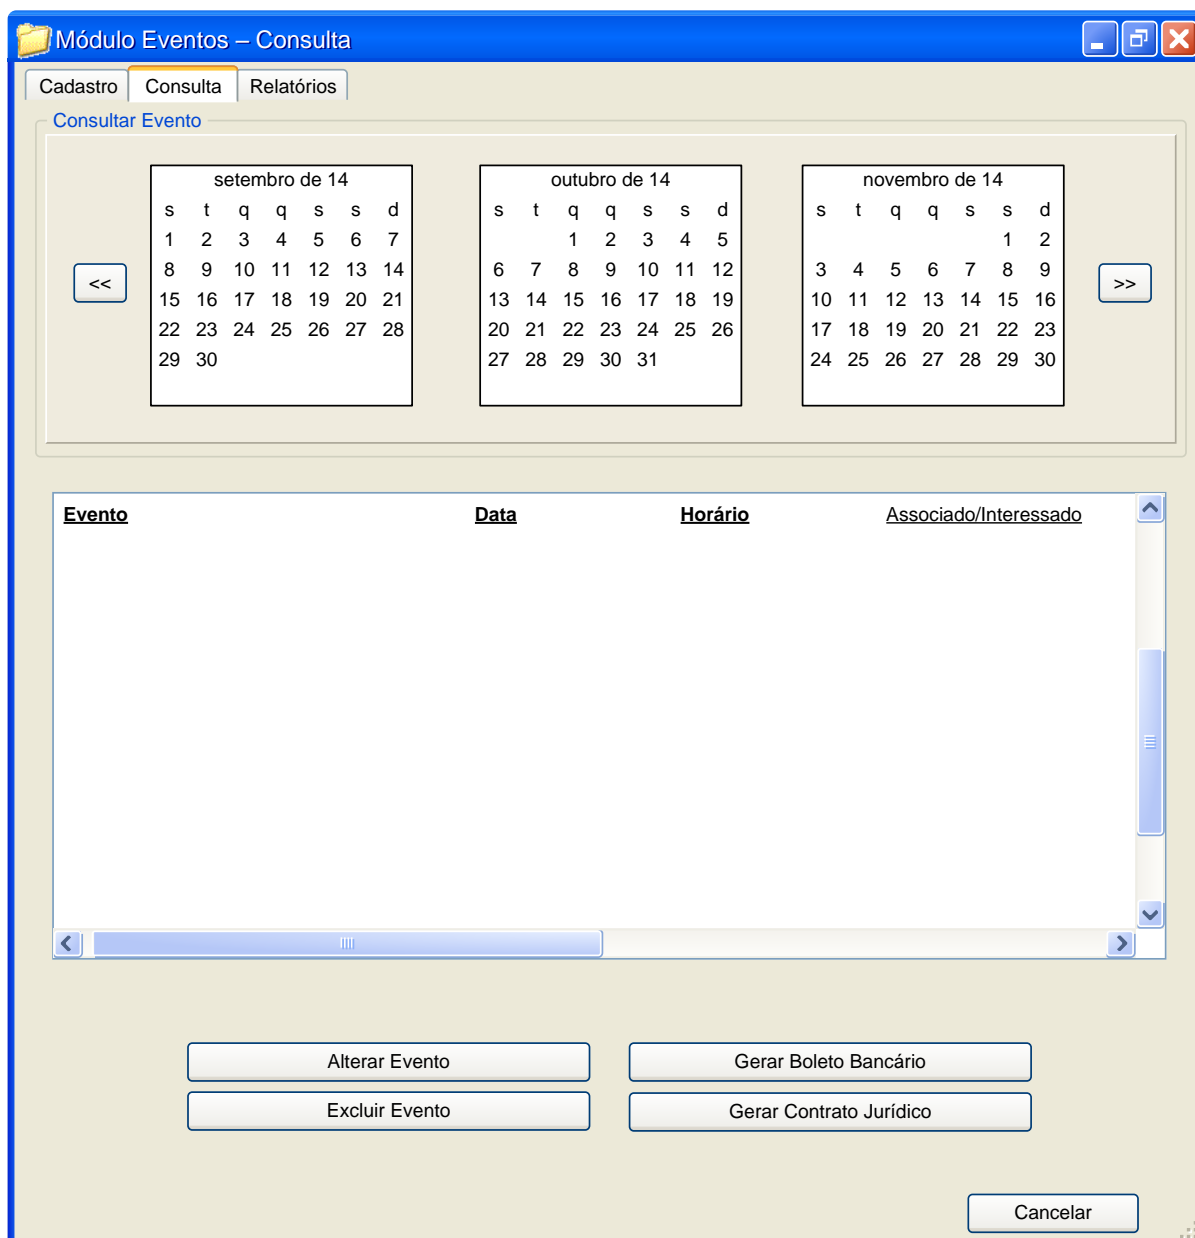 Módulo Eventos – Consulta
Cadastro Consulta Relatórios
Consultar Evento
<<
setembro de 14
s t q q s s d
1 2 3 4 5 6 7
8 9 10 11 12 13 14
15 16 17 18 19 20 21
22 23 24 25 26 27 28
29 30
outubro de 14
s t q q s s d
1 2 3 4 5
6 7 8 9 10 11 12
13 14 15 16 17 18 19
20 21 22 23 24 25 26
27 28 29 30 31
novembro de 14
s t q q s s d
1 2
3 4 5 6 7 8 9
10 11 12 13 14 15 16
17 18 19 20 21 22 23
24 25 26 27 28 29 30
>>
Evento Data Horário Associado/Interessado
Alterar Evento Gerar Boleto Bancário
Excluir Evento Gerar Contrato Jurídico
Cancelar